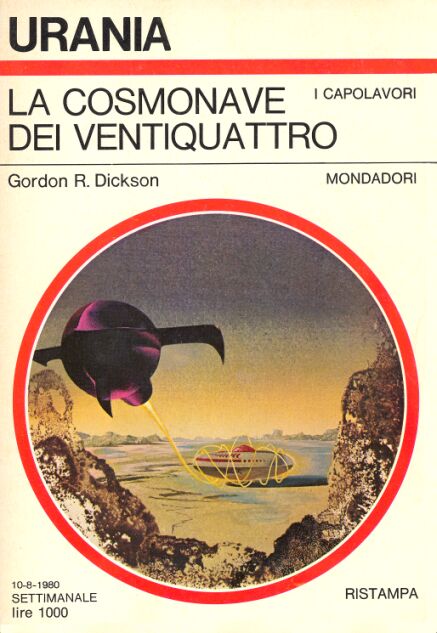 URANIA
LA COSMONAVE
DEI VENTIQUATTRO
I CAPOLAVORI
Gordon R. Dickson
MONDADORI
10-8-1980
SETTIMANALE
lire 1000
RISTAMPA